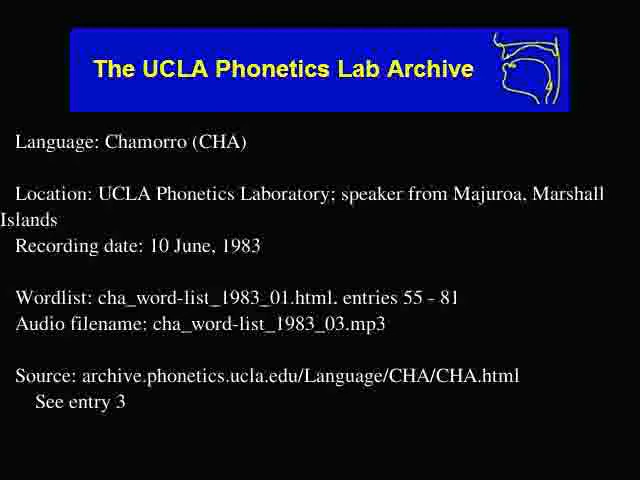 The UCLA Phonetics Lab Archive
Language: Chamorro (CHA)
Location: UCLA Phonetics Laboratory; speaker from Majuroa, Marshall
Islands
Recording date: 10 June, 1983
Wordlist: cha_word-list_1983_01.html. entries 55 - 81
Audio filename: cha_word-list_1983_03.mp3
Source: archive.phonetics.ucla.edu/Language/CHA/CHA.html
See entry 3